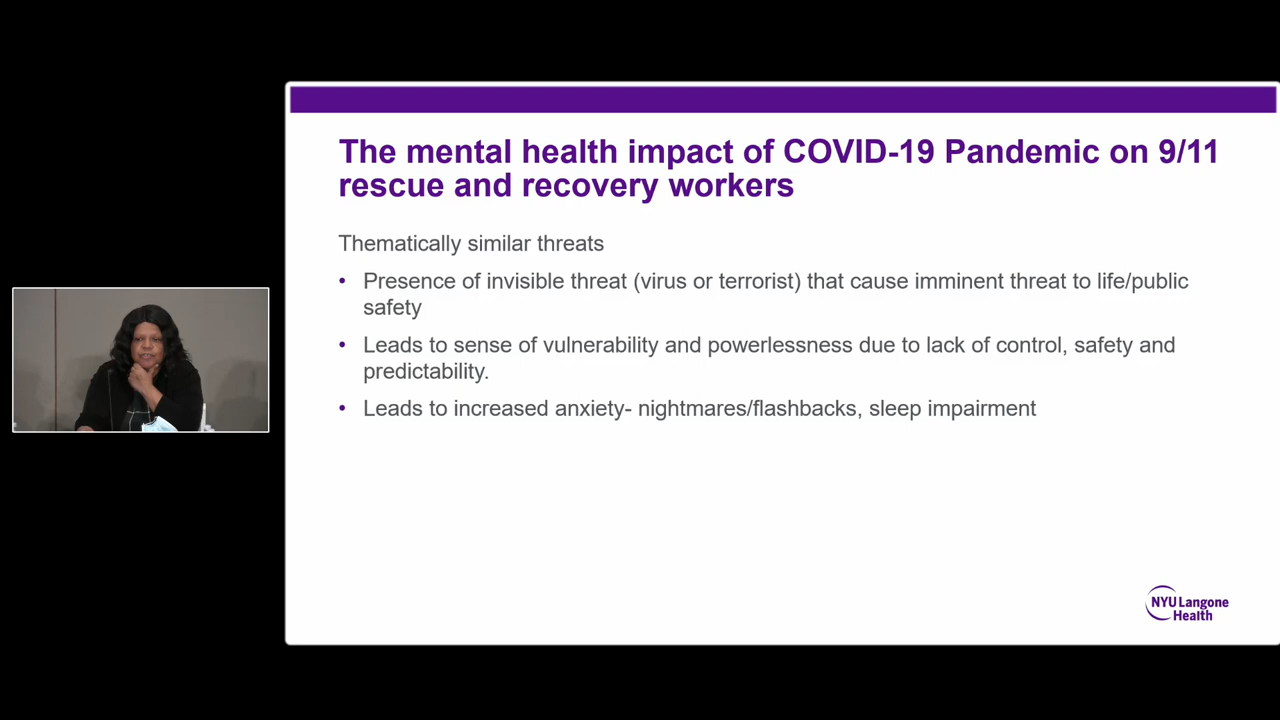 The mental health impact of COVID-19 Pandemic on 9/11
rescue and recovery workers
Thematically similar threats
• Presence of invisible threat (virus or terrorist) that cause imminent threat to life/public
safety
• Leads to sense of vulnerability and powerlessness due to lack of control, safety and
predictability.
• Leads to increased anxiety- nightmares/flashbacks, sleep impairment
NYU Langone
Health